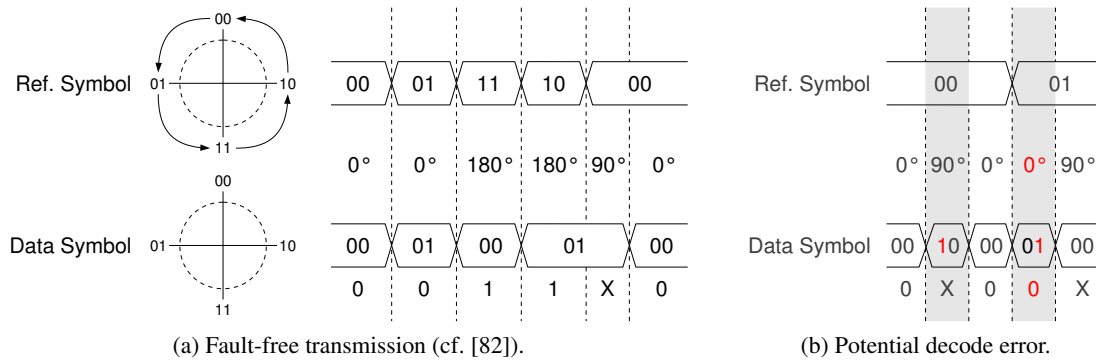 00
Ref. Symbol 01 10 00 01 11 10 00 Ref. Symbol 00 01
11
0° 0° 180° 180° 90° 0° 0° 90° 0° 0° 90°
00
Data Symbol 01 10 00 01 00 01 00 Data Symbol 00 10 00 01 00
11
0 0 1 1 X 0 0 X 0 0 X
(a) Fault-free transmission (cf. [82]). (b) Potential decode error.